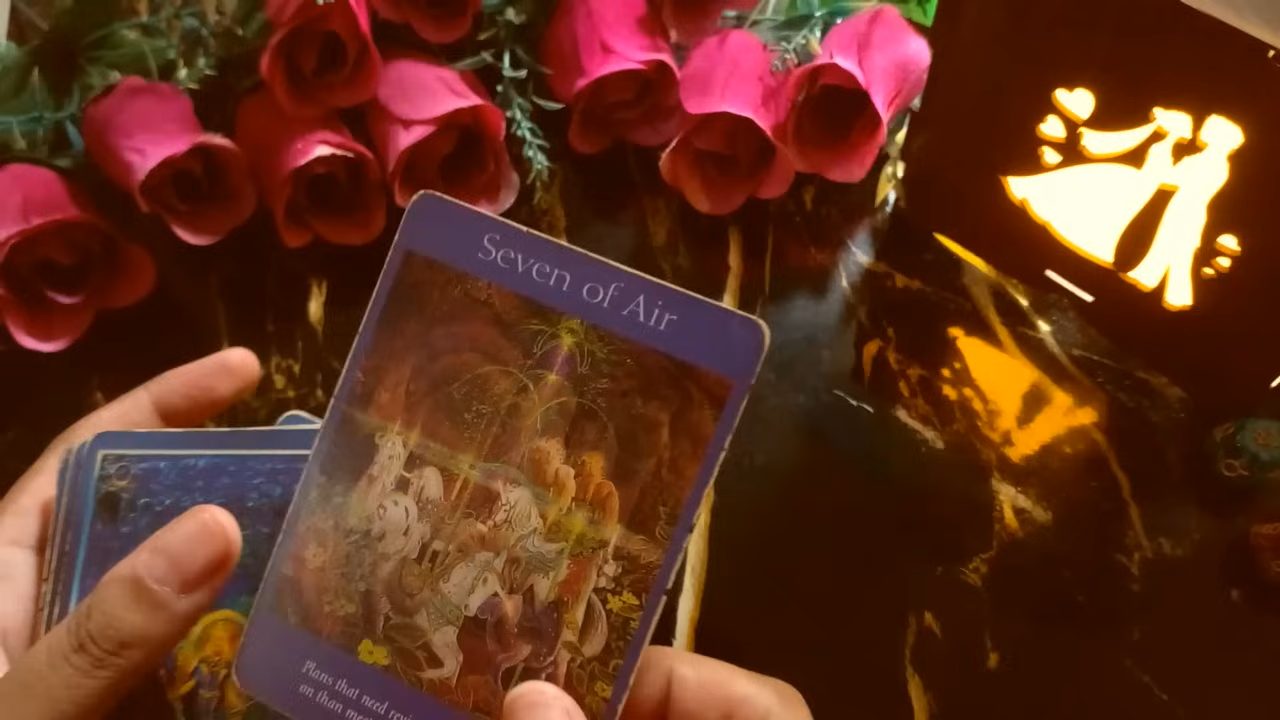 Seven of Air
Plans that need
on than